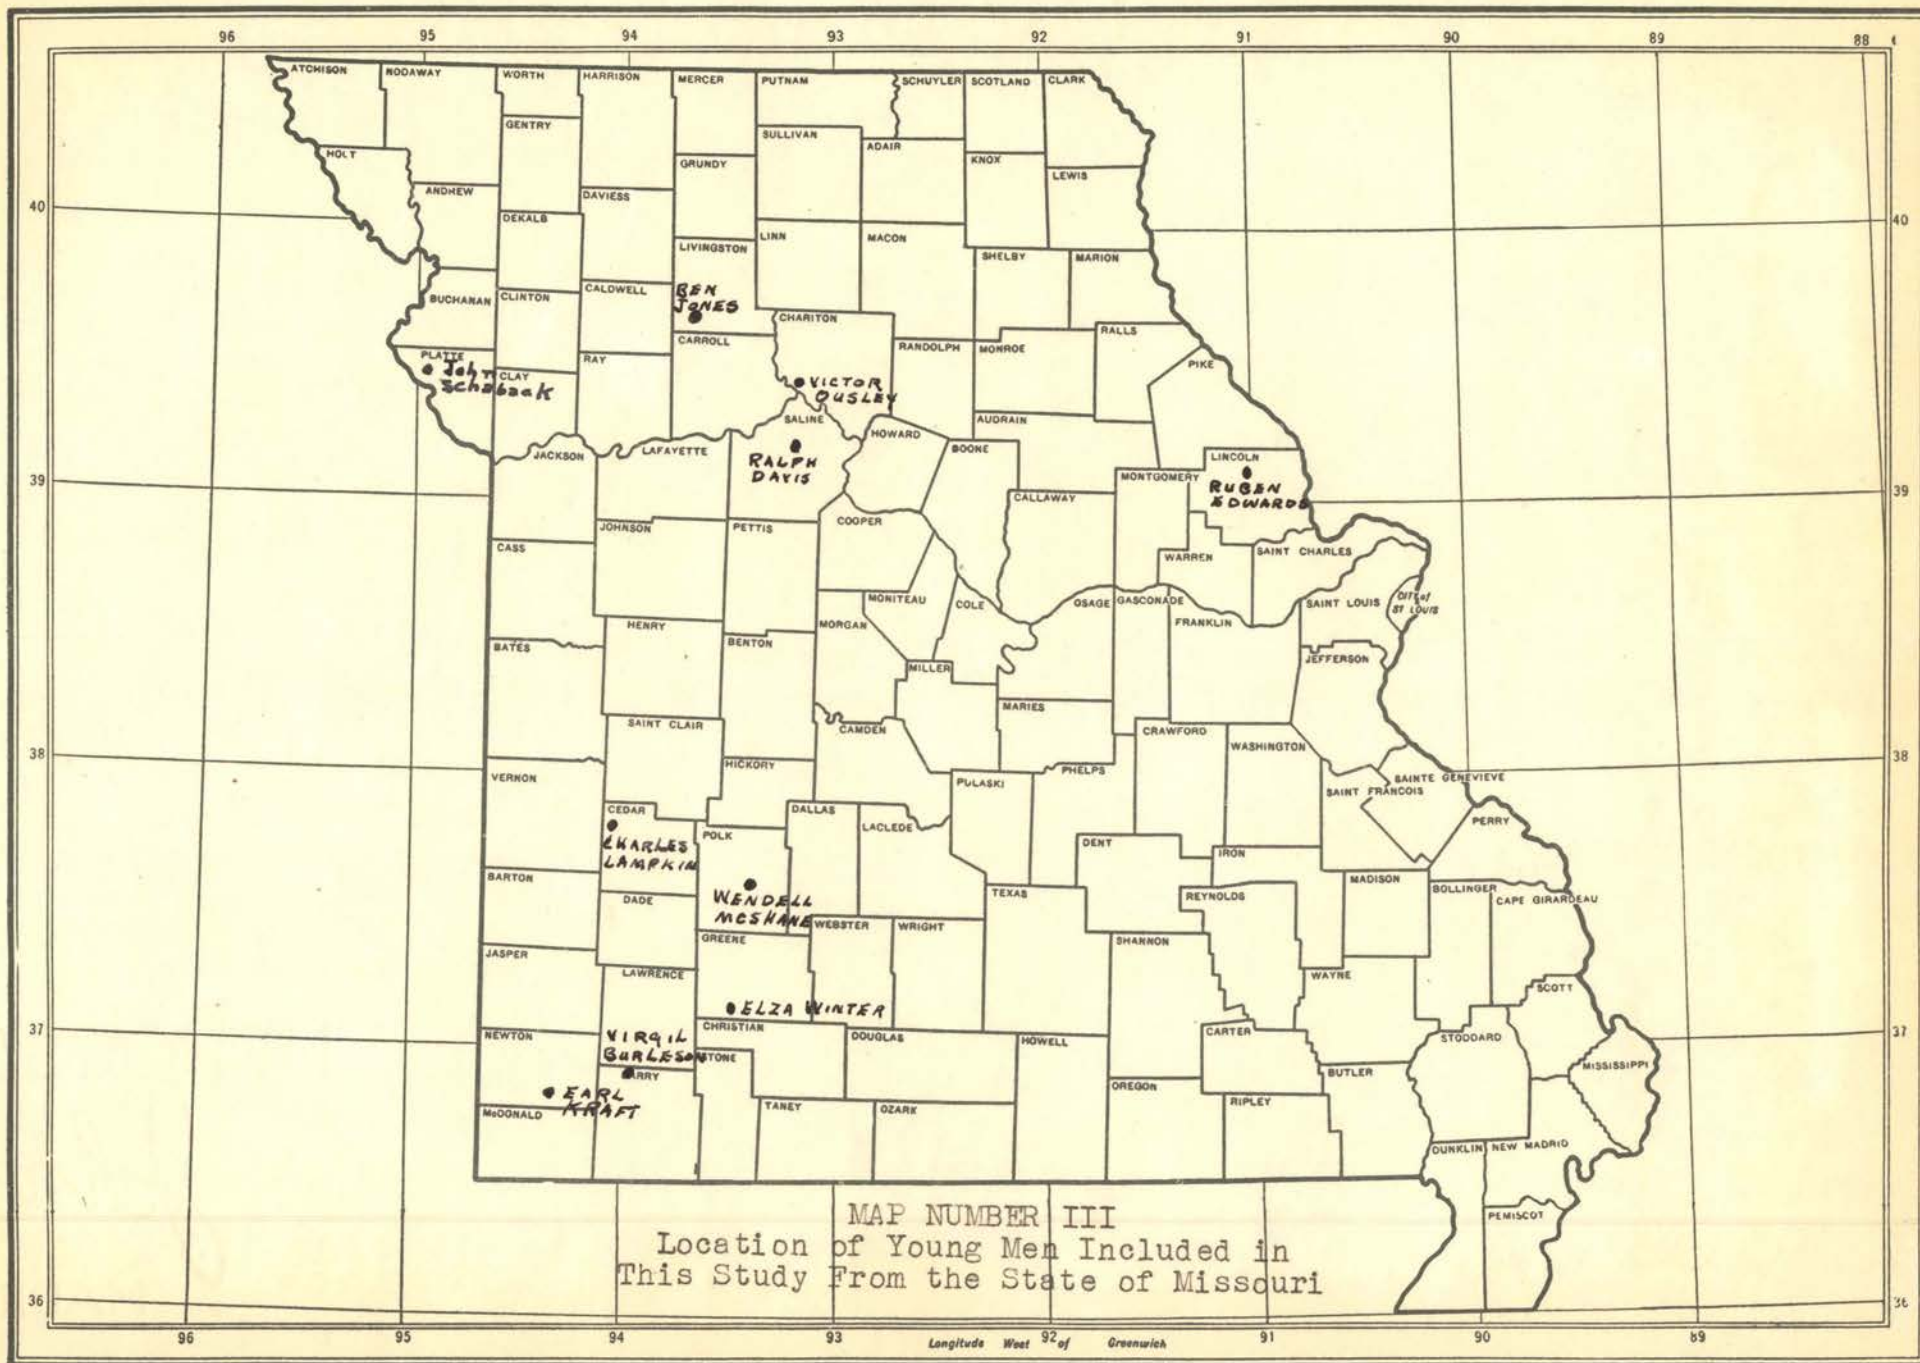 96 95 94 93 92 91 90 89 88
ATCHISON NODAWAY WORTH HARRISON MERCER PUTNAM SCHUYLER SCOTLAND CLARK
GENTRY
SULLIVAN
ADAIR
HOLT
GRUNDY
KNOX
LEWIS
ANDREW
DAVIESS
40
DEKALB
40
LINN
MACON
LIVINGSTON
SHELBY
MARION
BUCHANAN
CLINTON
CALDWELL
BEN
JONES
CHARITON
RALLS
CARROLL
RANDOLPH
MONROE
PLATTE
RAY
PIKE
John
Schaback
CLAY
VICTOR
OUSLEY
SALINE
AUDRAIN
HOWARD
BOONE
JACKSON
LAFAYETTE
LINCOLN
RALPH
DAVIS
MONTGOMERY
39
RUBEN
EDWARDS
39
CALLAWAY
COOPER
JOHNSON
PETTIS
CASS
WARREN
SAINT CHARLES
MONITEAU
COLE
OSAGE
GASCONADE
SAINT LOUIS
CITY of
ST LOUIS
MORGAN
HENRY
FRANKLIN
BENTON
BATES
JEFFERSON
MILLER
MARIES
SAINT CLAIR
CAMDEN
CRAWFORD
WASHINGTON
38
38
HICKORY
PHELPS
VERNON
PULASKI
SAINTE GENEVIEVE
SAINT FRANCOIS
CEDAR
DALLAS
PERRY
LACLEDE
POLK
CHARLES
LAMPKIN
DENT
IRON
BARTON
MADISON
BOLLINGER
TEXAS
REYNOLDS
CAPE GIRARDEAU
DADE
WENDELL
MCSHANE
WEBSTER
WRIGHT
GREENE
SHANNON
JASPER
LAWRENCE
WAYNE
SCOTT
ELZA WINTER
37
CHRISTIAN
CARTER
37
NEWTON
VIRGIL
BURLESON
DOUGLAS
HOWELL
STODDARD
STONE
MISSISSIPPI
BARRY
BUTLER
OREGON
EARL
KRAFT
RIPLEY
McDONALD
TANEY
OZARK
DUNKLIN
NEW MADRID
PEMISCOT
MAP NUMBER III
Location of Young Men Included in
This Study From the State of Missouri
36
36
96 95 94 93 92 91 90 89
Longitude West of Greenwich